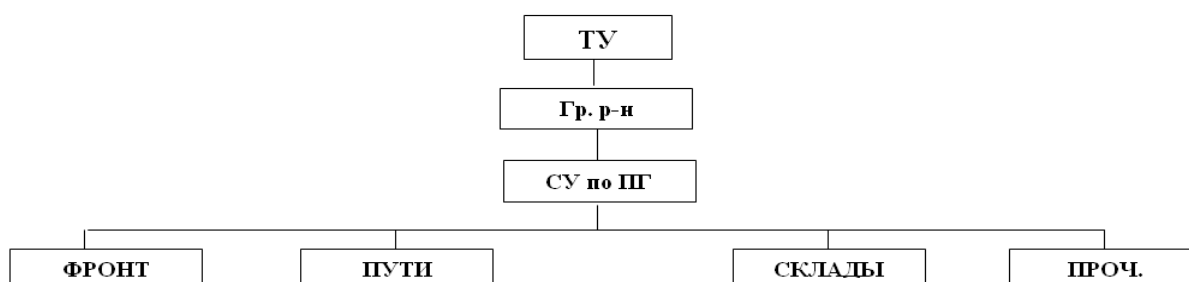 ТУ
Гр. р-н
СУ по ПГ
ФРОНТ ПУТИ СКЛАДЫ ПРОЧ.